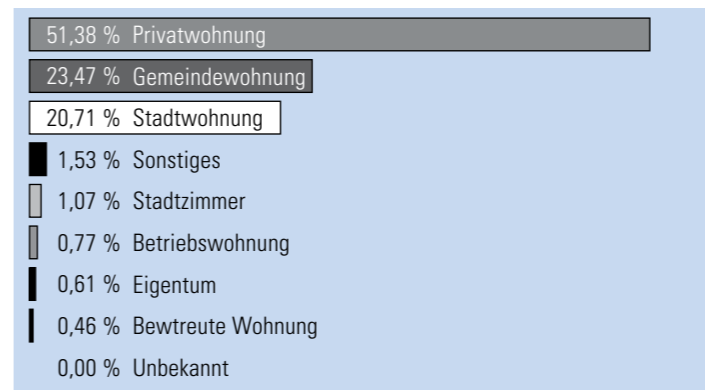 51,38 % Privatwohnung
23,47 % Gemeindewohnung
20,71 % Stadtwohnung
1,53 % Sonstiges
1,07 % Stadtzimmer
0,77 % Betriebswohnung
0,61 % Eigentum
0,46 % Bewtreute Wohnung
0,00 % Unbekannt